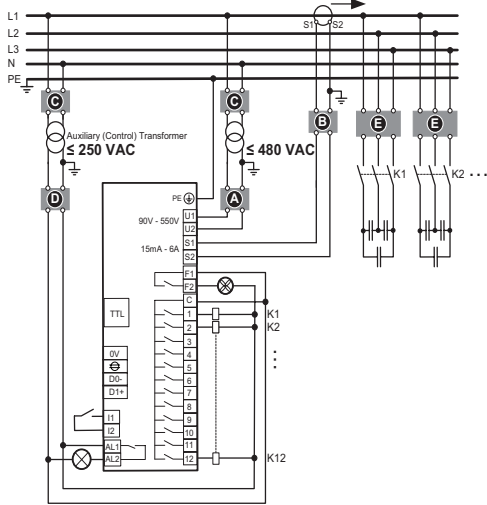 L1
S1 S2
L2
L3
N
PE
C
C
B
E
E
Auxiliary (Control) Transformer
≤ 250 VAC
≤ 480 VAC
K1
K2 ...
D
A
PE
90V - 550V
U1
U2
15mA - 6A
S1
S2
F1
F2
C
TTL
1
K1
2
K2
3
4
0V
5
D0-
6
D1+
7
8
I1
9
I2
10
AL1
11
AL2
12
K12